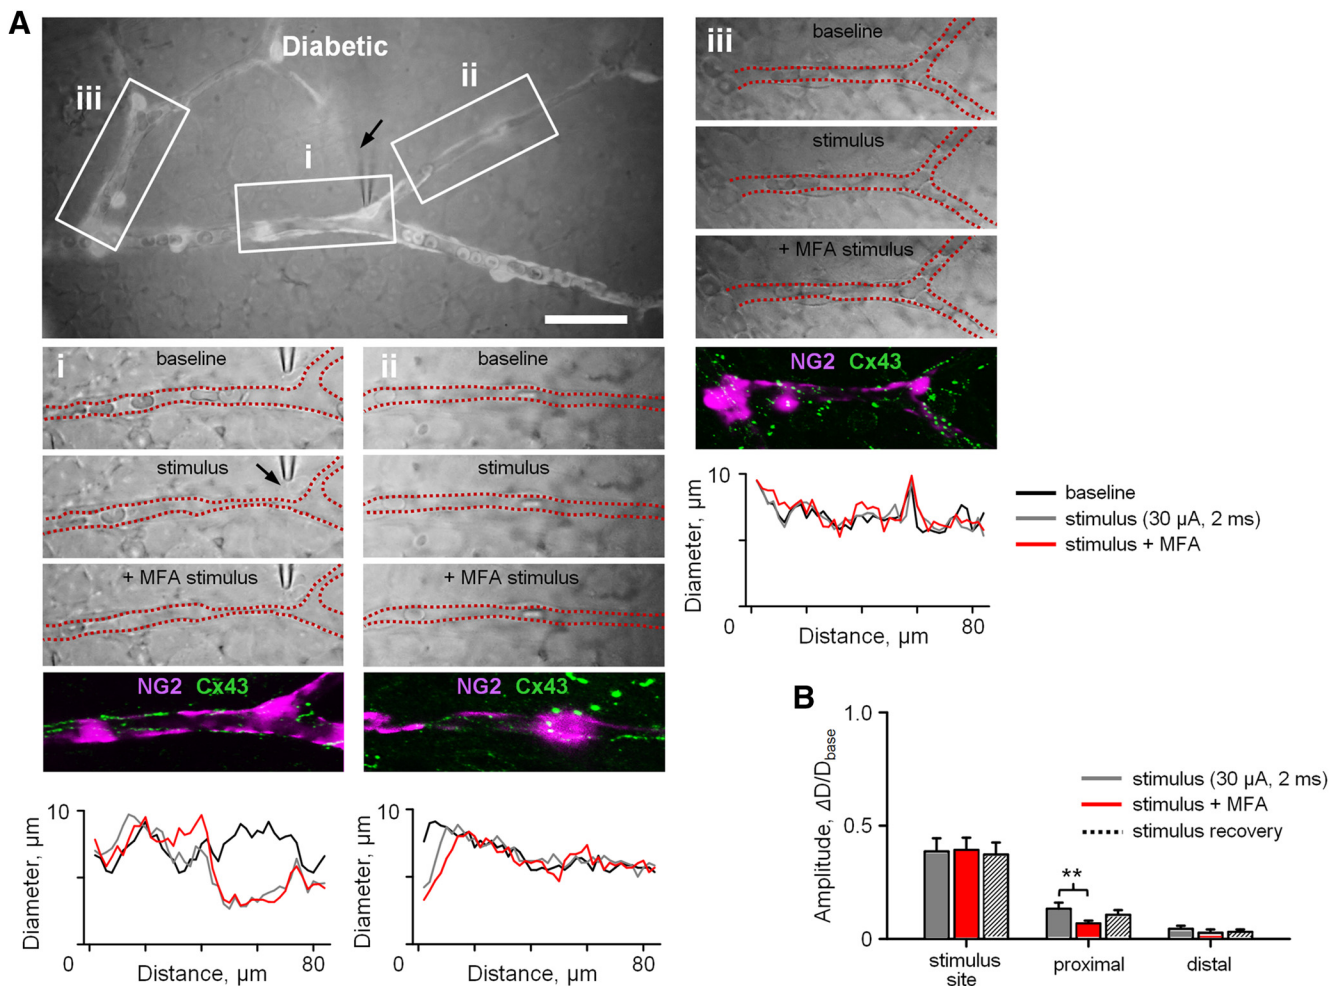 A
Diabetic
iii
ii
i
iii
baseline
stimulus
+ MFA stimulus
NG2 Cx43
10
Diameter, µm
0
80
Distance, µm
baseline
stimulus (30 µA, 2 ms)
stimulus + MFA
i
baseline
stimulus
+ MFA stimulus
NG2 Cx43
10
Diameter, µm
0
80
Distance, µm
ii
baseline
stimulus
+ MFA stimulus
NG2 Cx43
10
Diameter, µm
0
80
Distance, µm
B
1.0
0.5
0
Amplitude, ΔD/Dbase
stimulus (30 µA, 2 ms)
stimulus + MFA
stimulus recovery
**
stimulus
site
proximal
distal